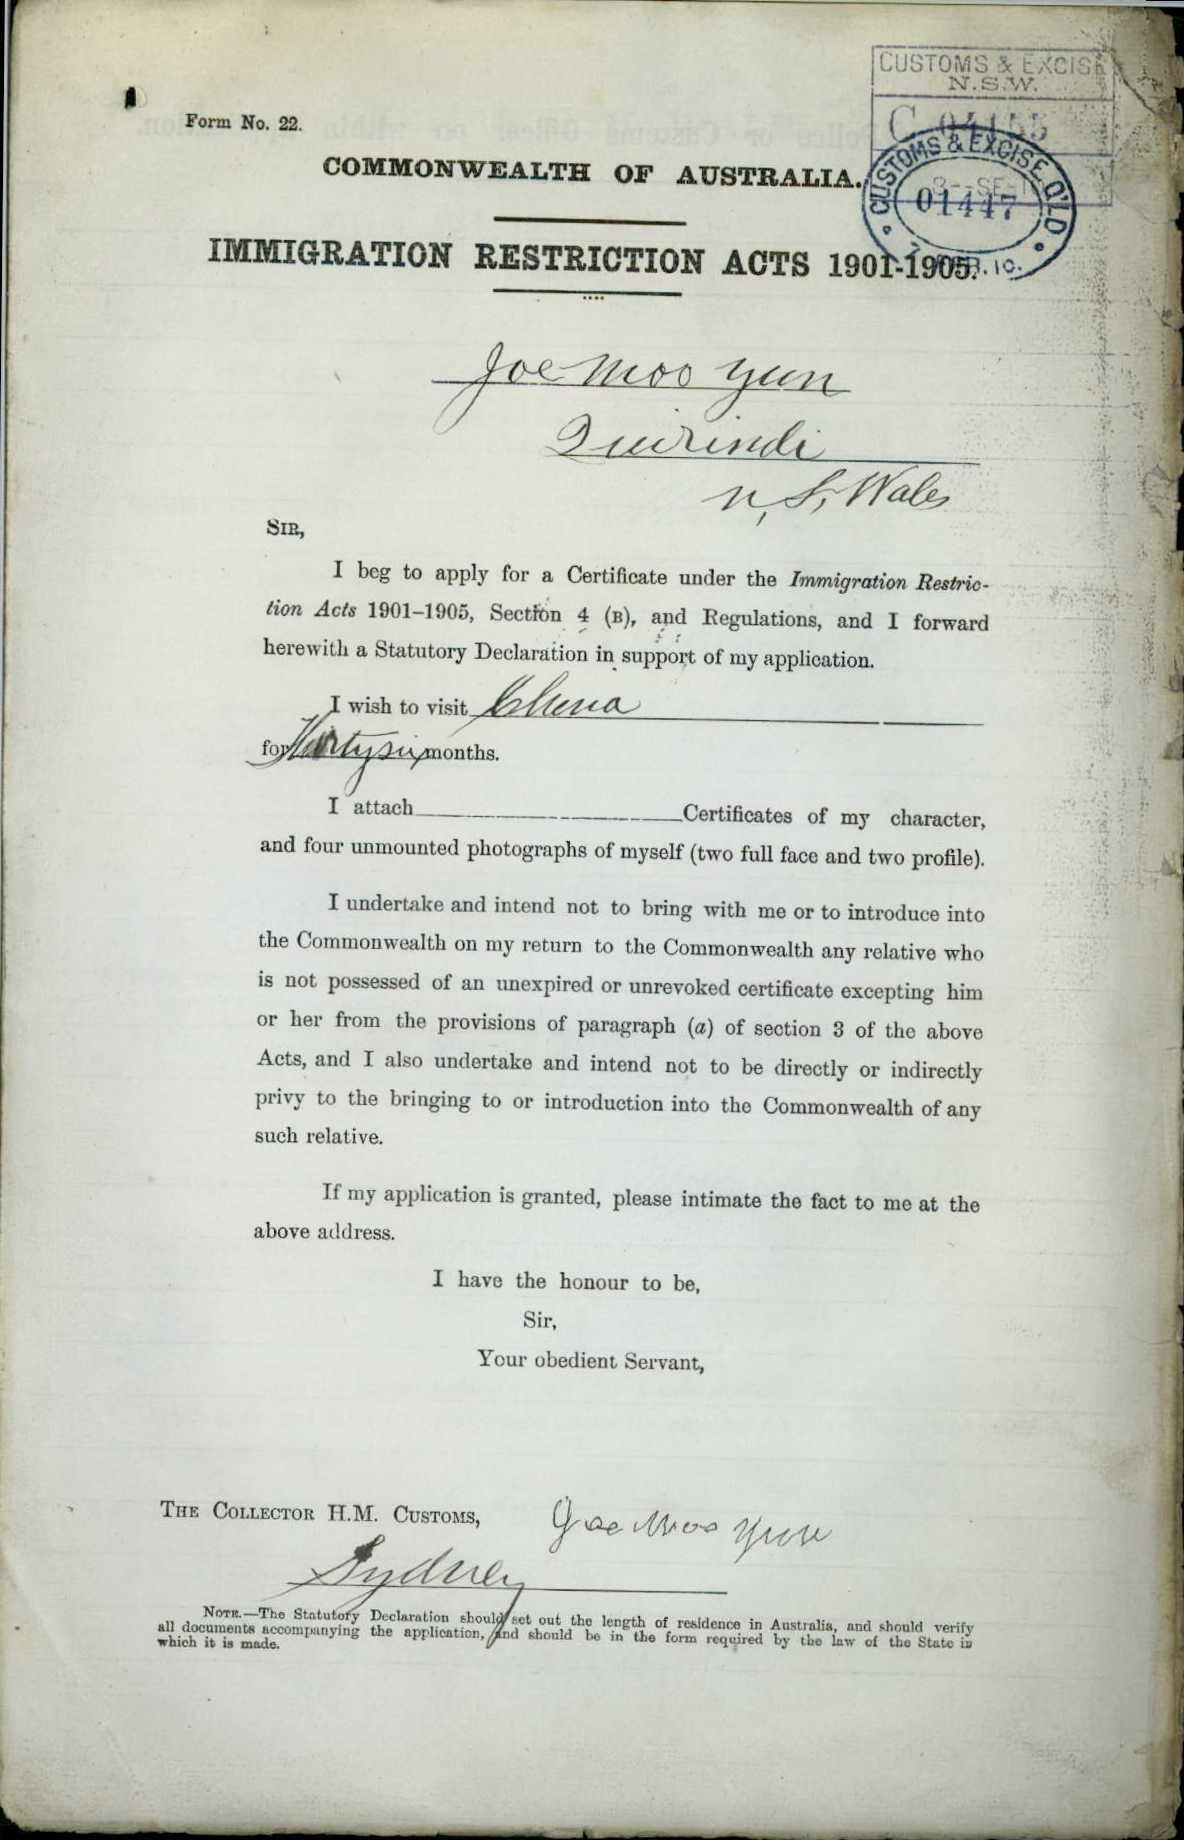 CUSTOMS & EXCISE
N.S.W.
C 04155
Form No. 22.
COMMONWEALTH OF AUSTRALIA.
CUSTOMS & EXCISE. Q'LD
01447
IMMIGRATION RESTRICTION ACTS 1901-1905.
Joe Moo Yun
Quirindi
N. S. Wales
SIR,
I beg to apply for a Certificate under the Immigration Restric-
tion Acts 1901–1905, Section 4 (B), and Regulations, and I forward
herewith a Statutory Declaration in support of my application.
I wish to visit China
for Thirty six months.
I attach Certificates of my character,
and four unmounted photographs of myself (two full face and two profile).
I undertake and intend not to bring with me or to introduce into
the Commonwealth on my return to the Commonwealth any relative who
is not possessed of an unexpired or unrevoked certificate excepting him
or her from the provisions of paragraph (a) of section 3 of the above
Acts, and I also undertake and intend not to be directly or indirectly
privy to the bringing to or introduction into the Commonwealth of any
such relative.
If my application is granted, please intimate the fact to me at the
above address.
I have the honour to be,
Sir,
Your obedient Servant,
THE COLLECTOR H.M. CUSTOMS, Joe Moo Yun
Sydney
NOTE.—The Statutory Declaration should set out the length of residence in Australia, and should verify
all documents accompanying the application, and should be in the form required by the law of the State in
which it is made.